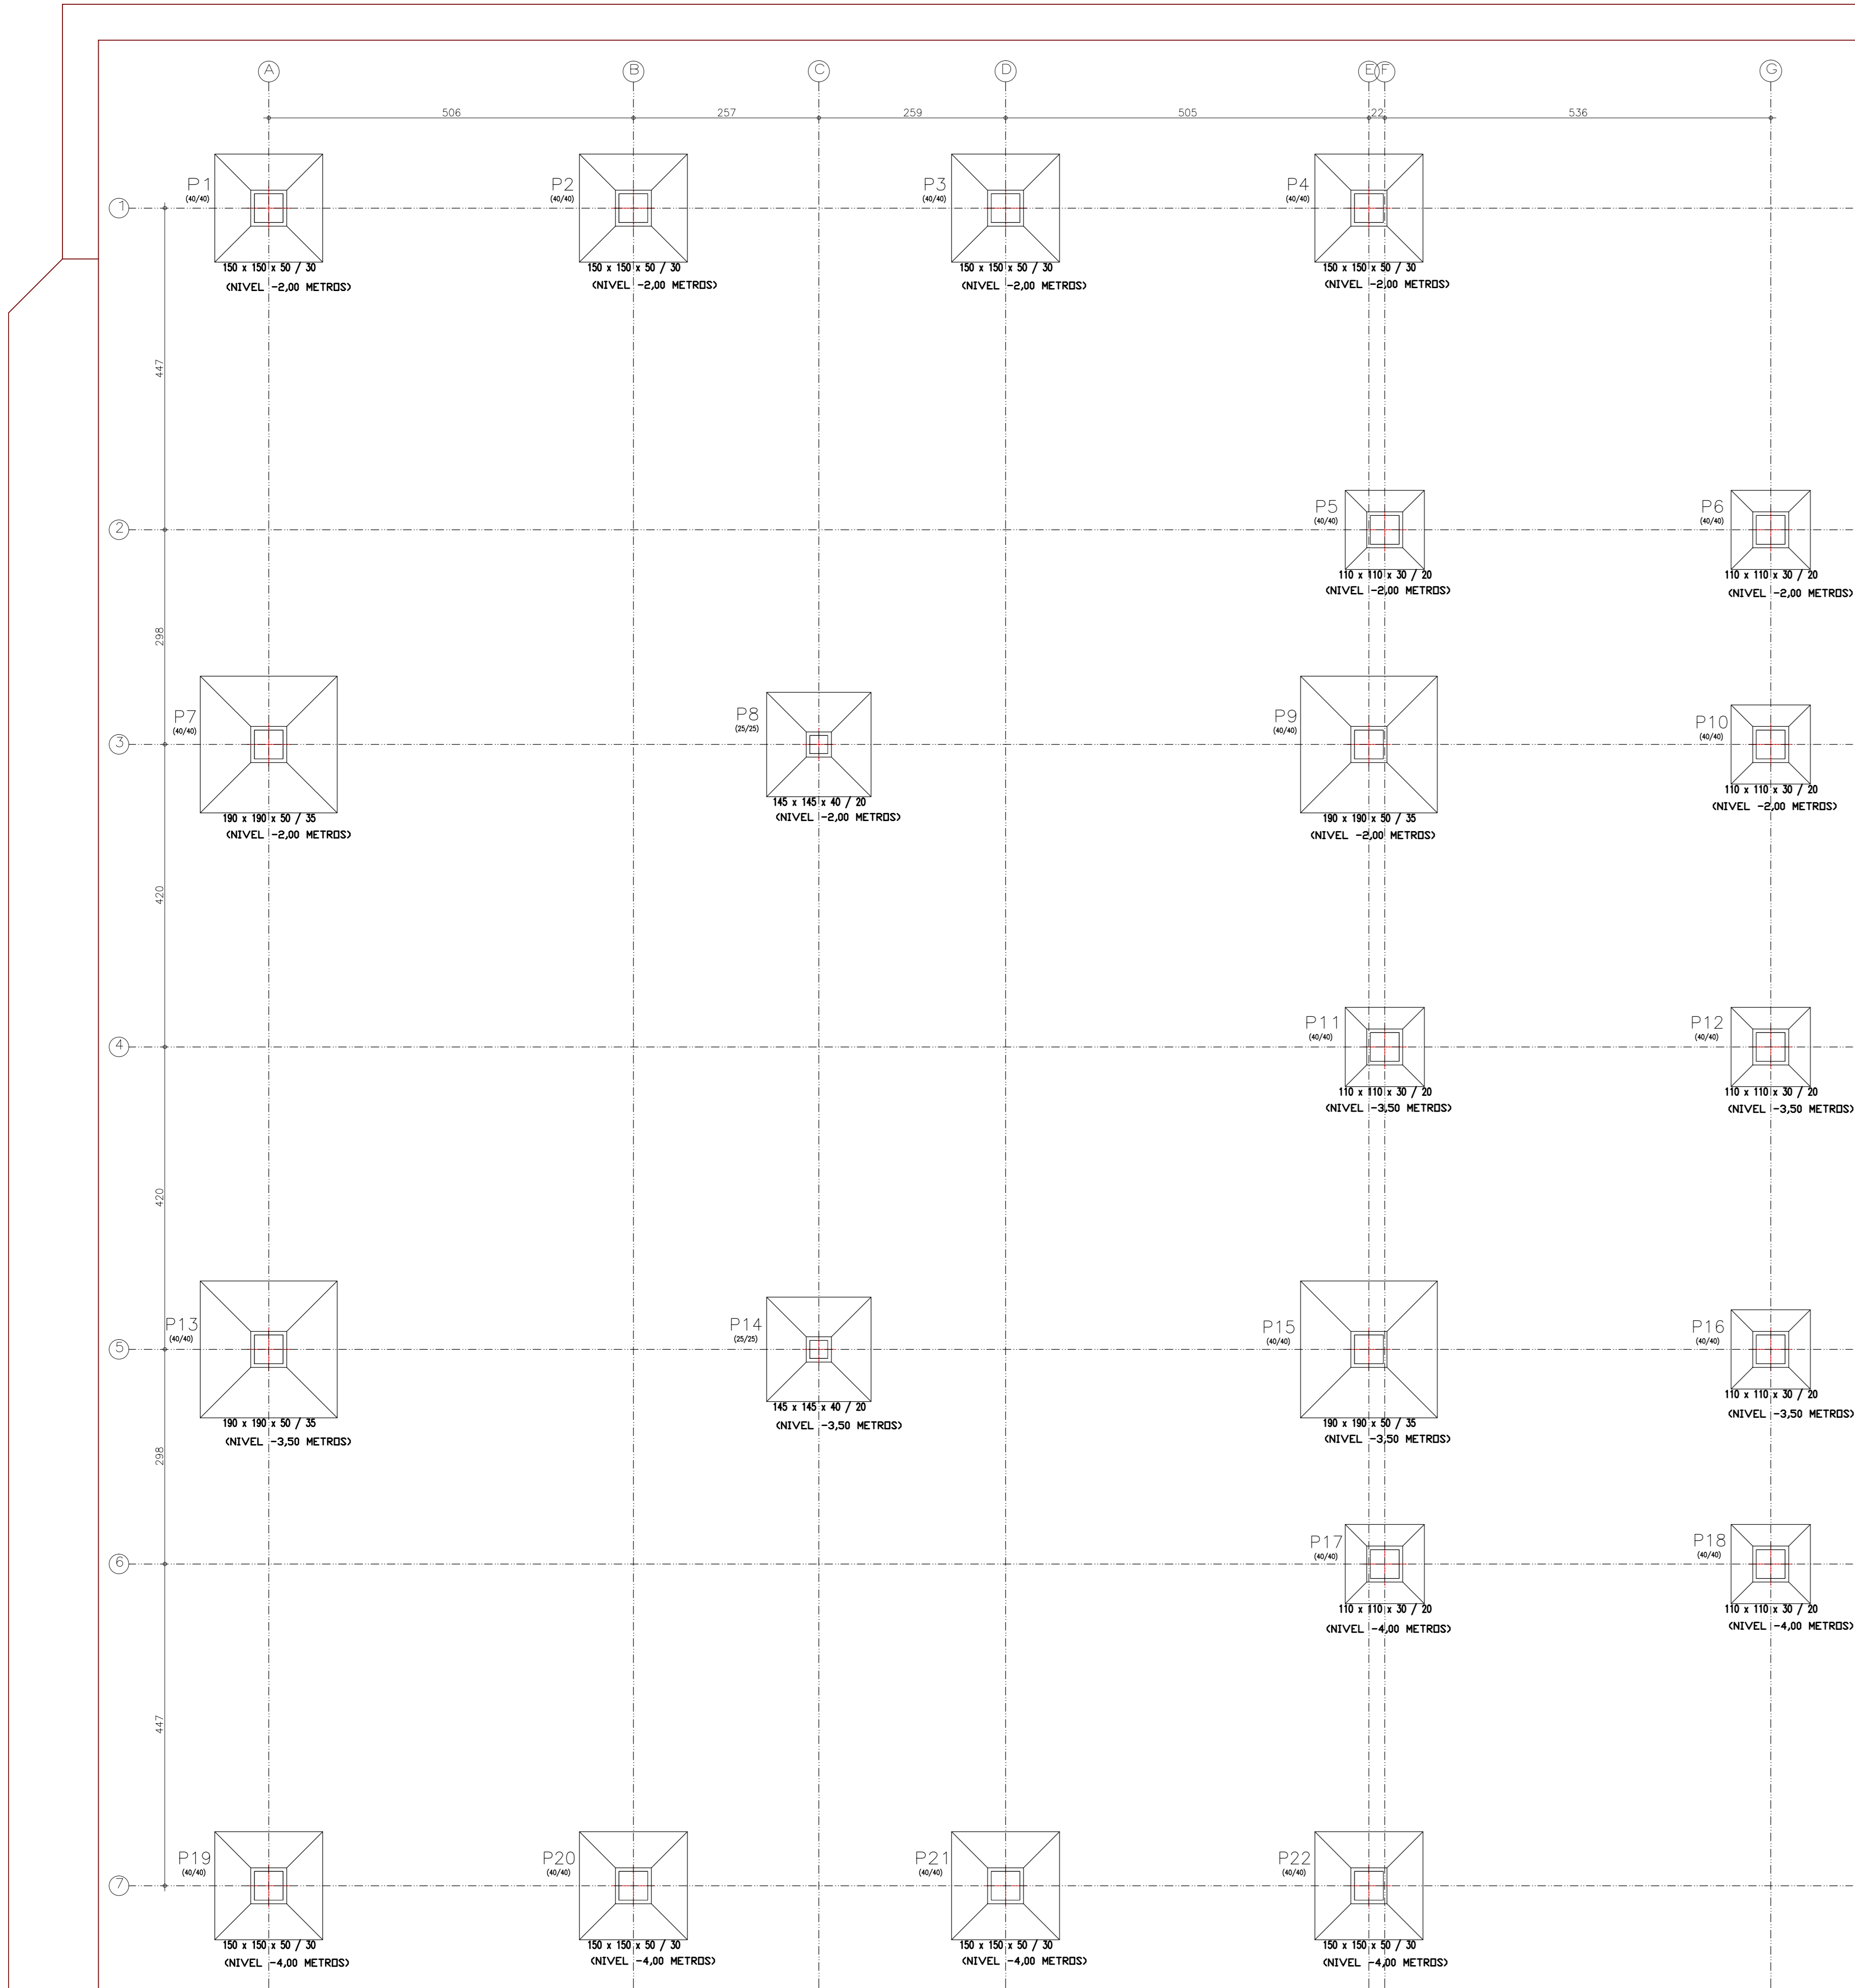 A
B
C
D
E
F
G
506
257
259
505
22
536
1
P1
(40/40)
150 x 150 x 50 / 30
(NIVEL -2,00 METROS)
P2
(40/40)
150 x 150 x 50 / 30
(NIVEL -2,00 METROS)
P3
(40/40)
150 x 150 x 50 / 30
(NIVEL -2,00 METROS)
P4
(40/40)
150 x 150 x 50 / 30
(NIVEL -2,00 METROS)
447
2
P5
(40/40)
110 x 110 x 30 / 20
(NIVEL -2,00 METROS)
P6
(40/40)
110 x 110 x 30 / 20
(NIVEL -2,00 METROS)
298
3
P7
(40/40)
190 x 190 x 50 / 35
(NIVEL -2,00 METROS)
P8
(25/25)
145 x 145 x 40 / 20
(NIVEL -2,00 METROS)
P9
(40/40)
190 x 190 x 50 / 35
(NIVEL -2,00 METROS)
P10
(40/40)
110 x 110 x 30 / 20
(NIVEL -2,00 METROS)
420
4
P11
(40/40)
110 x 110 x 30 / 20
(NIVEL -3,50 METROS)
P12
(40/40)
110 x 110 x 30 / 20
(NIVEL -3,50 METROS)
420
5
P13
(40/40)
190 x 190 x 50 / 35
(NIVEL -3,50 METROS)
P14
(25/25)
145 x 145 x 40 / 20
(NIVEL -3,50 METROS)
P15
(40/40)
190 x 190 x 50 / 35
(NIVEL -3,50 METROS)
P16
(40/40)
110 x 110 x 30 / 20
(NIVEL -3,50 METROS)
298
6
P17
(40/40)
110 x 110 x 30 / 20
(NIVEL -4,00 METROS)
P18
(40/40)
110 x 110 x 30 / 20
(NIVEL -4,00 METROS)
447
7
P19
(40/40)
150 x 150 x 50 / 30
(NIVEL -4,00 METROS)
P20
(40/40)
150 x 150 x 50 / 30
(NIVEL -4,00 METROS)
P21
(40/40)
150 x 150 x 50 / 30
(NIVEL -4,00 METROS)
P22
(40/40)
150 x 150 x 50 / 30
(NIVEL -4,00 METROS)